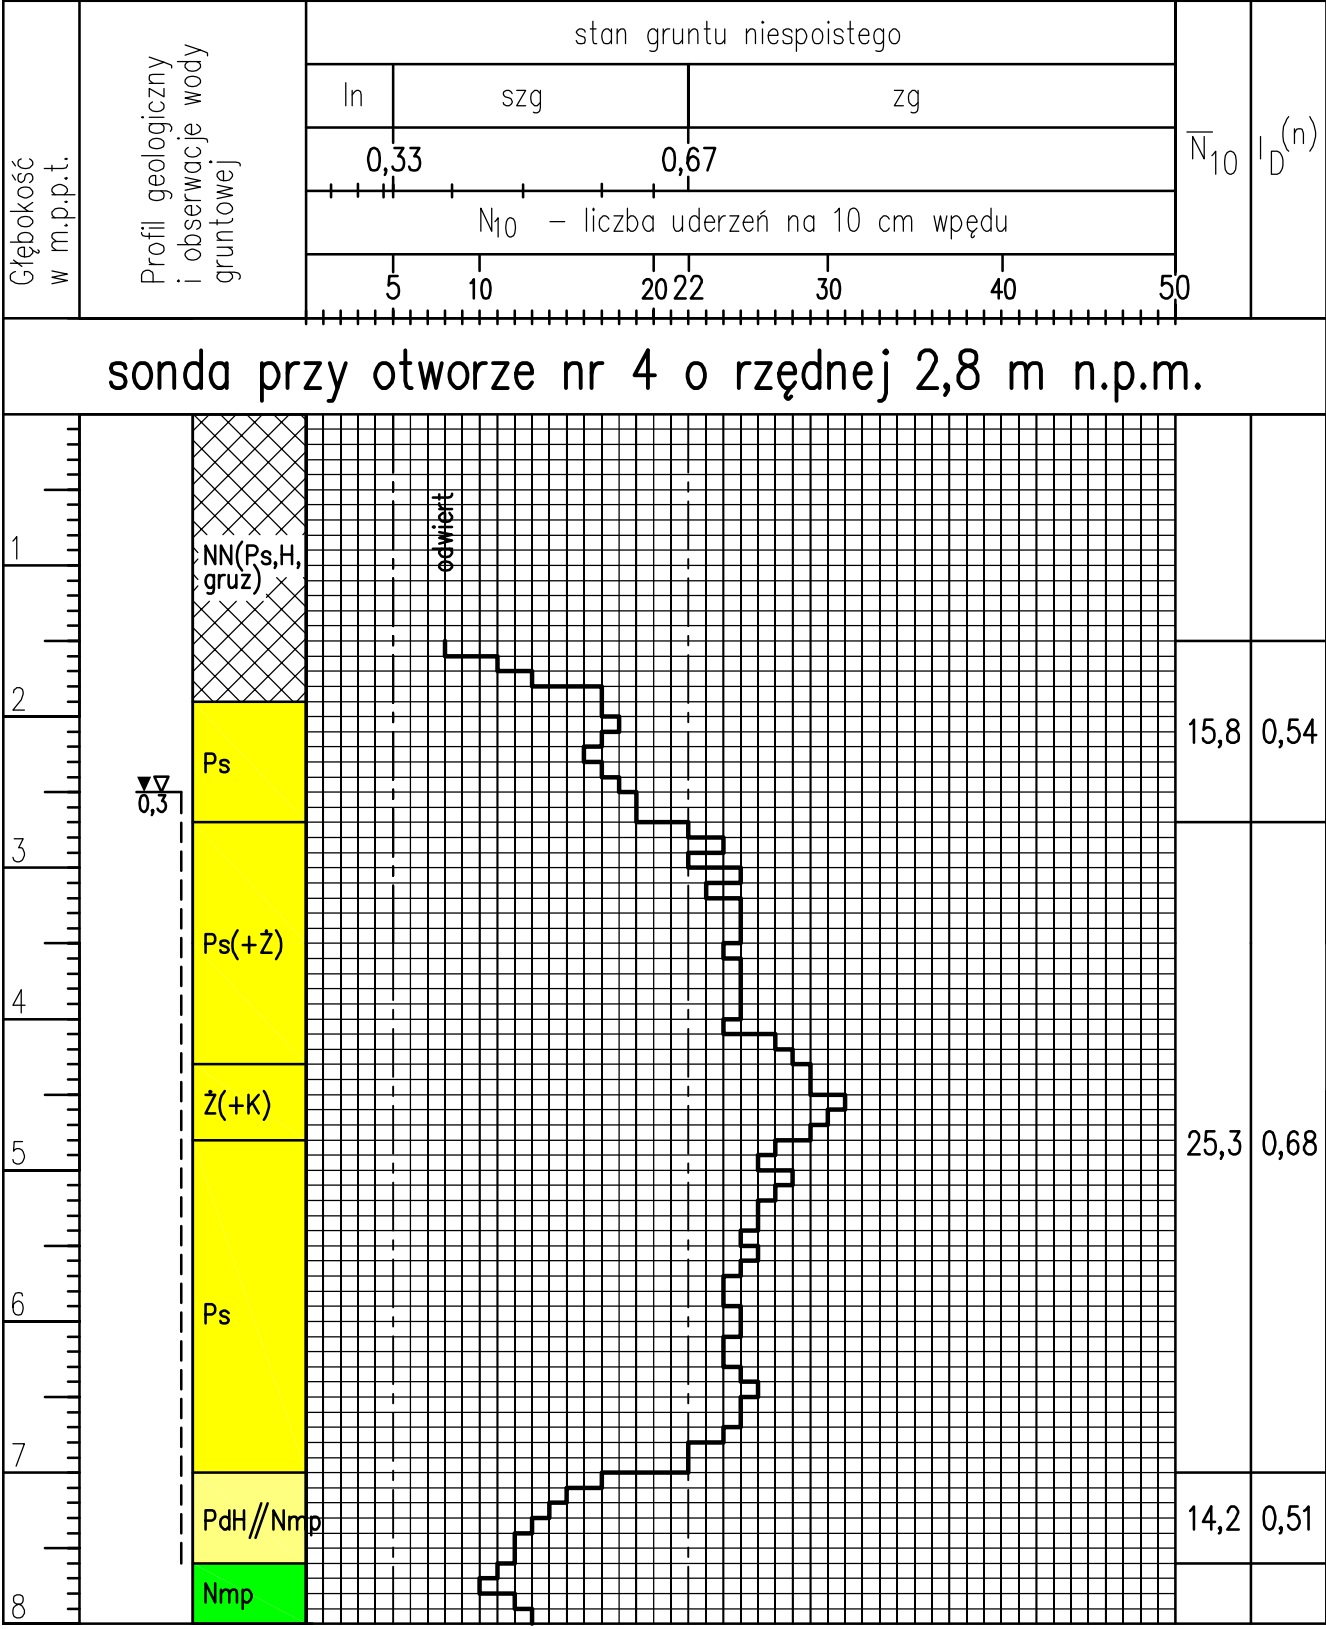 Głębokość
w m.p.p.t.
Profil geologiczny
i obserwacje wody
gruntowej
stan gruntu niespoistego
ln szg zg
0,33 0,67
N10 – liczba uderzeń na 10 cm wpędu
5 10 20 22 30 40 50
N10
ID(n)
sonda przy otworze nr 4 o rzędnej 2,8 m n.p.m.
odwiert
1
NN(Ps,H,
gruz)
2
15,8 0,54
Ps
0,3
3
Ps(+Ż)
4
Ż(+K)
5
25,3 0,68
6
Ps
7
PdH//Nmp
14,2 0,51
Nmp
8